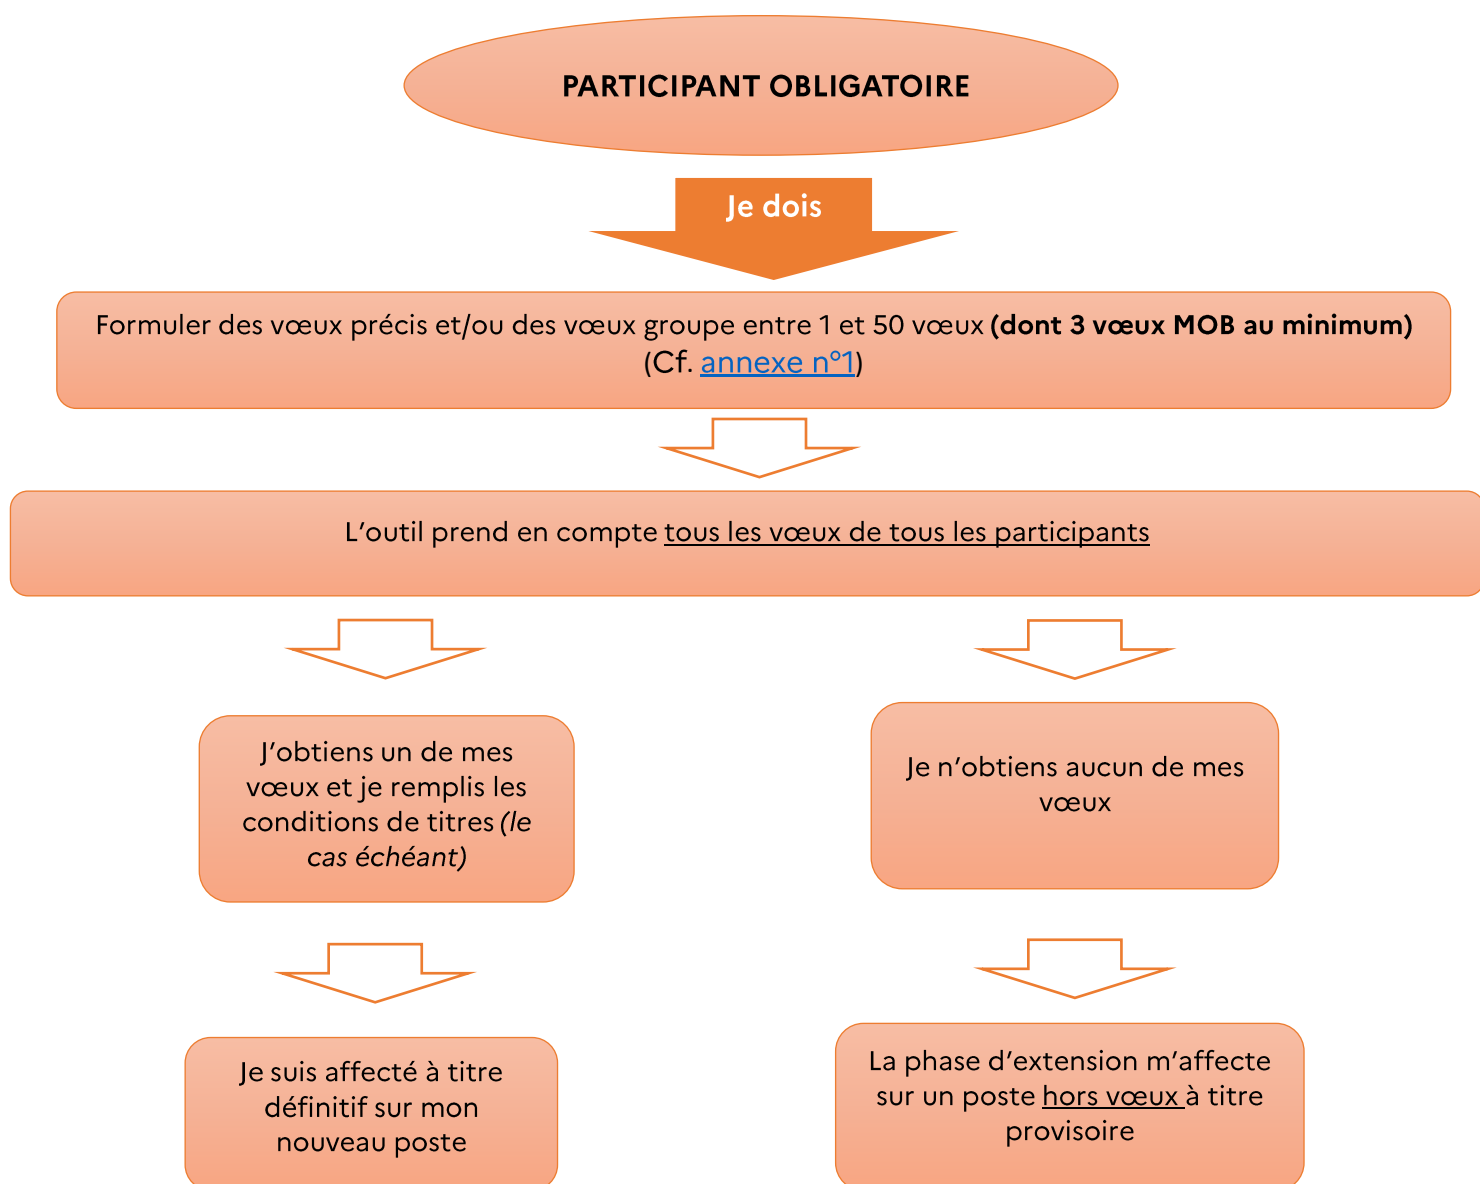 PARTICIPANT OBLIGATOIRE
Je dois
Formuler des vœux précis et/ou des vœux groupe entre 1 et 50 vœux (dont 3 vœux MOB au minimum)
(Cf. annexe n°1)
L’outil prend en compte tous les vœux de tous les participants
J’obtiens un de mes
vœux et je remplis les
conditions de titres (le
cas échéant)
Je n’obtiens aucun de mes
vœux
Je suis affecté à titre
définitif sur mon
nouveau poste
La phase d’extension m’affecte
sur un poste hors vœux à titre
provisoire